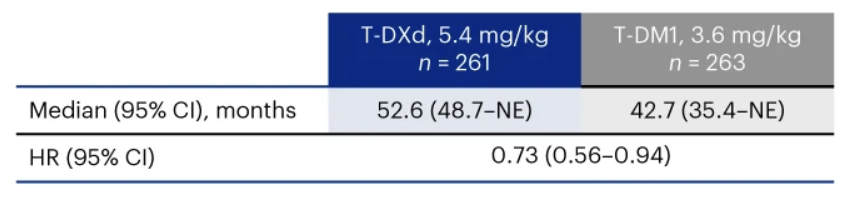 T-DXd, 5.4 mg/kg
n = 261
T-DM1, 3.6 mg/kg
n = 263
Median (95% CI), months
52.6 (48.7–NE)
42.7 (35.4–NE)
HR (95% CI)
0.73 (0.56–0.94)